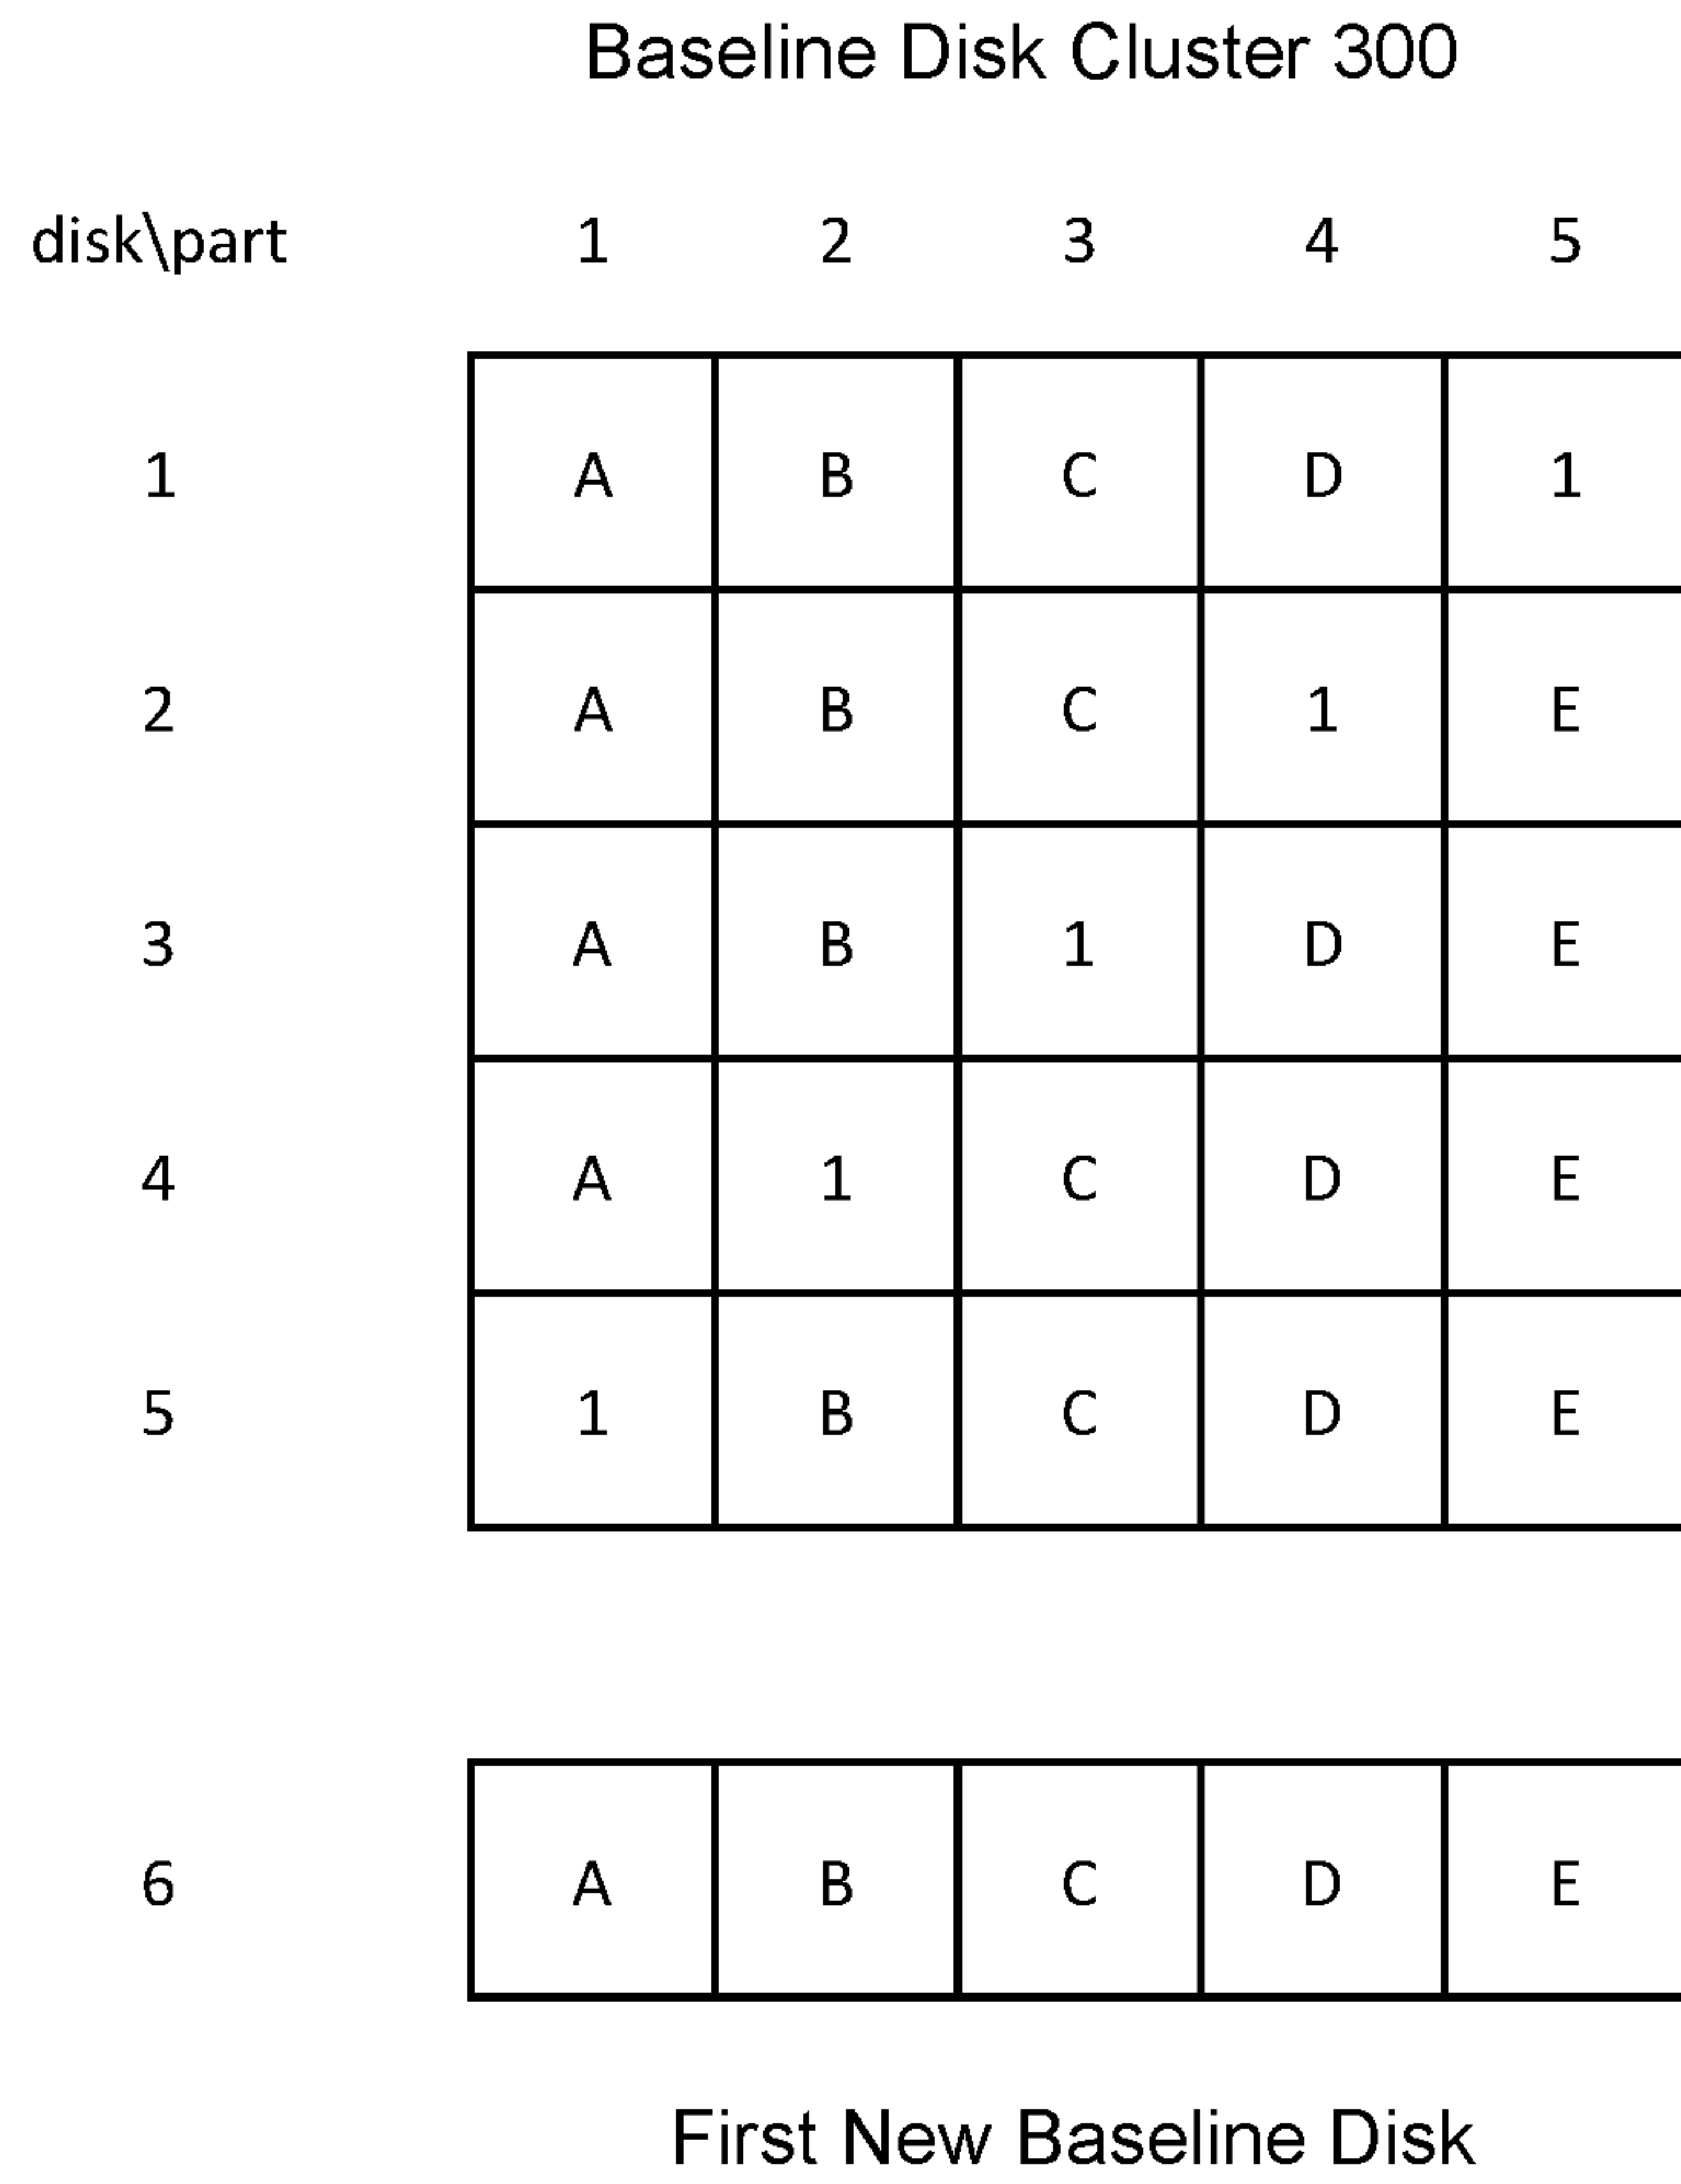 Baseline Disk Cluster 300
disk\part 1 2 3 4 5
1 A B C D 1
2 A B C 1 E
3 A B 1 D E
4 A 1 C D E
5 1 B C D E
6 A B C D E
First New Baseline Disk